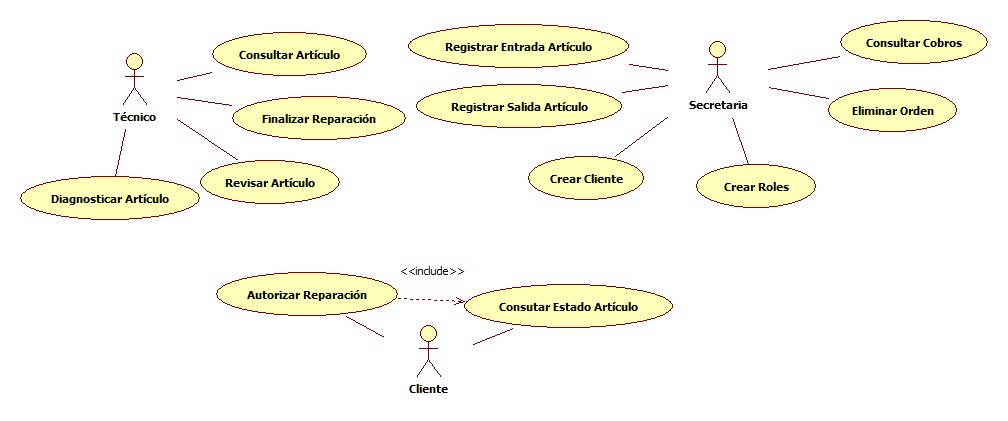 Consultar Artículo
Registrar Entrada Artículo
Consultar Cobros
Técnico
Finalizar Reparación
Registrar Salida Artículo
Secretaria
Eliminar Orden
Diagnosticar Artículo
Revisar Artículo
Crear Cliente
Crear Roles
<<include>>
Autorizar Reparación
Consutar Estado Artículo
Cliente